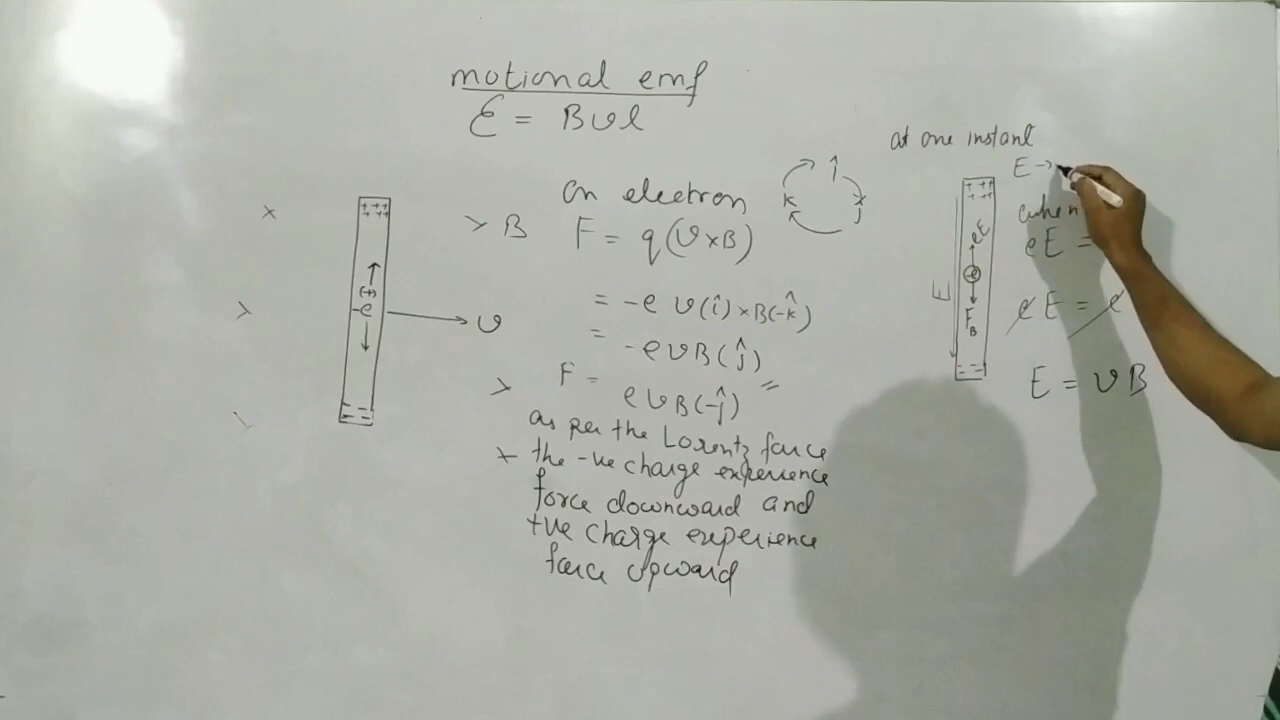 motional emf
ℰ = Bvl
at one instant
E →
on electron
î
k
j
× B
F = q(v×B)
when
eE =
= -e v(î)×B(-k̂)
= -evB(ĵ)
F = evB(-ĵ)
e E = e
E = vB
as per the Lorentz force
the -ve charge experience
force downward and
+ve charge experience
force upward
++++
(+)
-e
v
-- --
++++
eE
-e
F_B
E
-- --